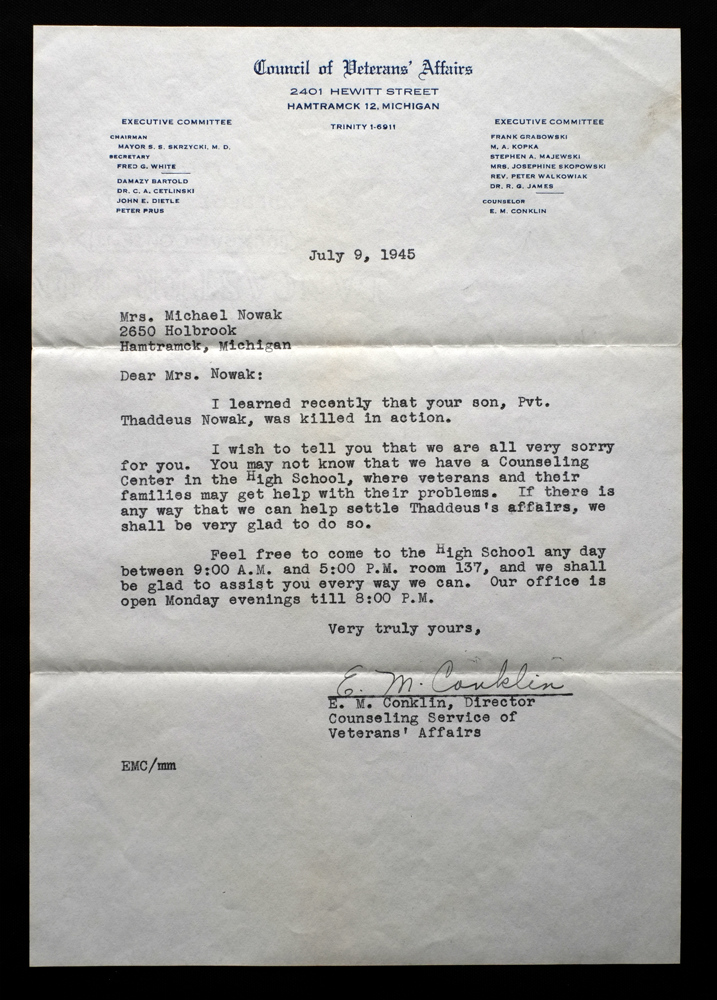 Council of Veterans' Affairs
2401 HEWITT STREET
HAMTRAMCK 12, MICHIGAN
TRINITY 1-6911
EXECUTIVE COMMITTEE
CHAIRMAN
MAYOR S. S. SKRZYCKI, M. D.
SECRETARY
FRED G. WHITE
DAMAZY BARTOLD
DR. C. A. CETLINSKI
JOHN E. DIETLE
PETER PRUS
EXECUTIVE COMMITTEE
FRANK GRABOWSKI
M. A. KOPKA
STEPHEN A. MAJEWSKI
MRS. JOSEPHINE SKOPOWSKI
REV. PETER WALKOWIAK
DR. R. G. JAMES
COUNSELOR
E. M. CONKLIN
July 9, 1945
Mrs. Michael Nowak
2650 Holbrook
Hamtramck, Michigan
Dear Mrs. Nowak:
I learned recently that your son, Pvt.
Thaddeus Nowak, was killed in action.
I wish to tell you that we are all very sorry
for you. You may not know that we have a Counseling
Center in the High School, where veterans and their
families may get help with their problems. If there is
any way that we can help settle Thaddeus's affairs, we
shall be very glad to do so.
Feel free to come to the High School any day
between 9:00 A.M. and 5:00 P.M. room 137, and we shall
be glad to assist you every way we can. Our office is
open Monday evenings till 8:00 P.M.
Very truly yours,
E. M. Conklin
E. M. Conklin, Director
Counseling Service of
Veterans' Affairs
EMC/mm